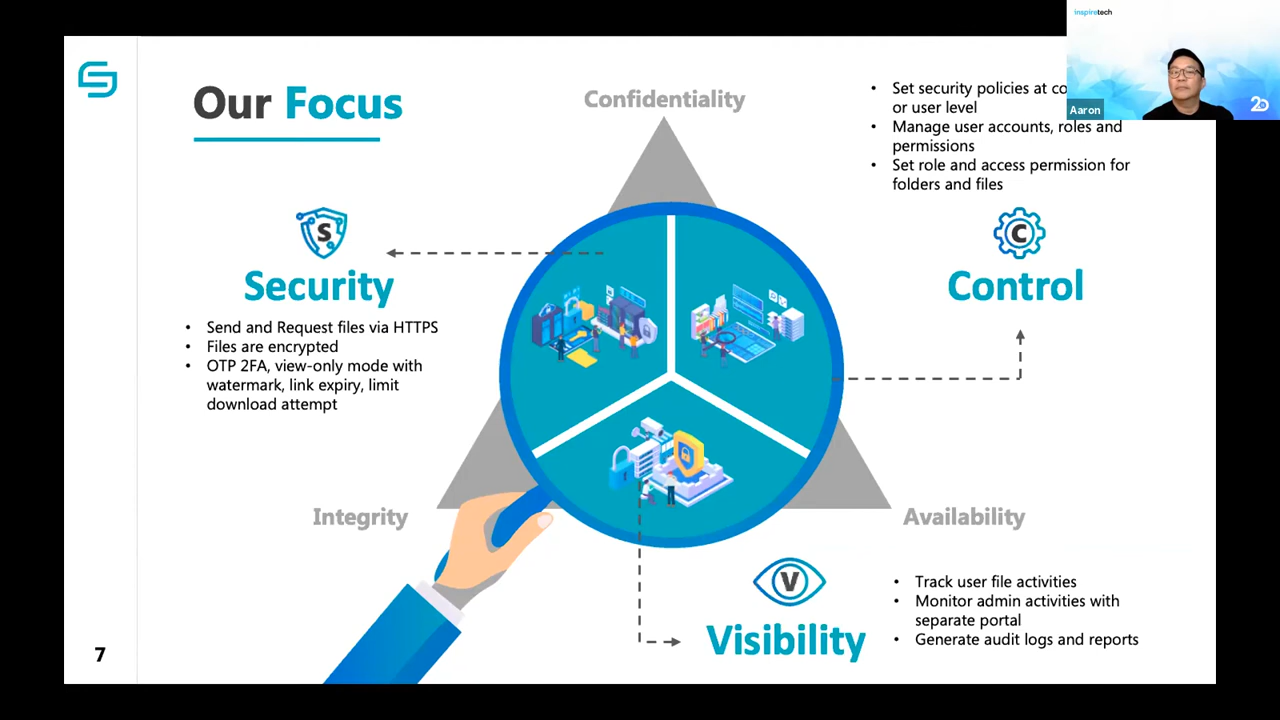 inspiretech
Aaron
20
Our Focus
Confidentiality
• Set security policies at
or user level
• Manage user accounts, roles and
permissions
• Set role and access permission for
folders and files
S
Security
• Send and Request files via HTTPS
• Files are encrypted
• OTP 2FA, view-only mode with
watermark, link expiry, limit
download attempt
C
Control
Integrity
Availability
V
Visibility
• Track user file activities
• Monitor admin activities with
separate portal
• Generate audit logs and reports
7